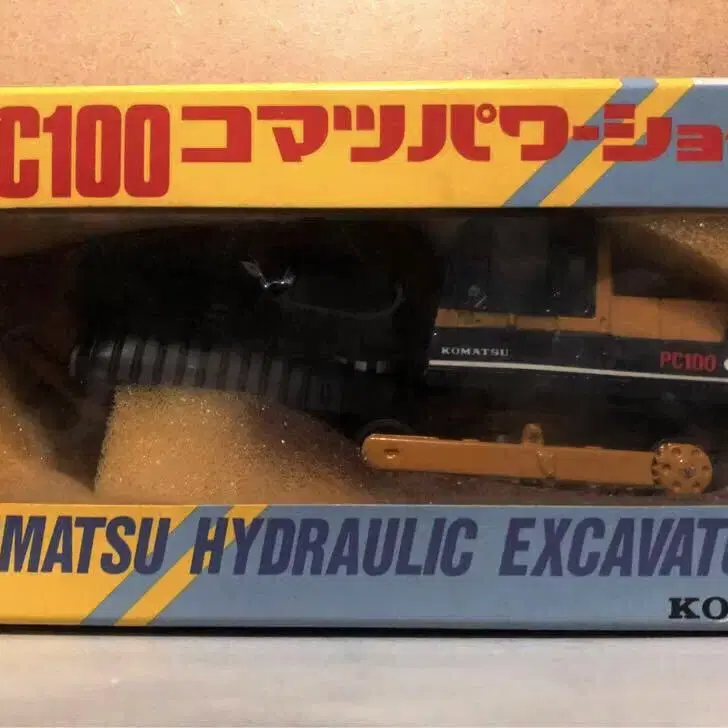 C100 コマツパワーショ
KOMATSU
PC100
MATSU HYDRAULIC EXCAVATO
KO